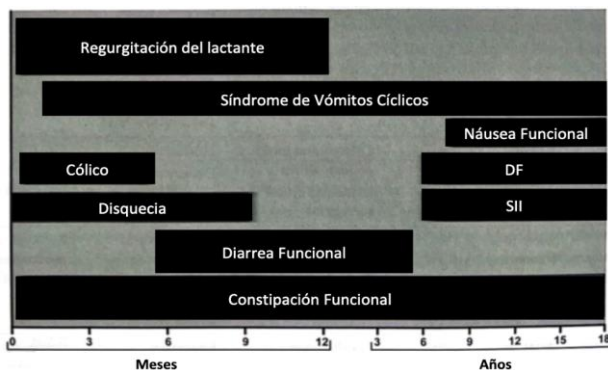 Regurgitación del lactante
Síndrome de Vómitos Cíclicos
Náusea Funcional
Cólico
DF
Disquecia
SII
Diarrea Funcional
Constipación Funcional
0 3 6 9 12 3 6 9 12 15 18
Meses Años